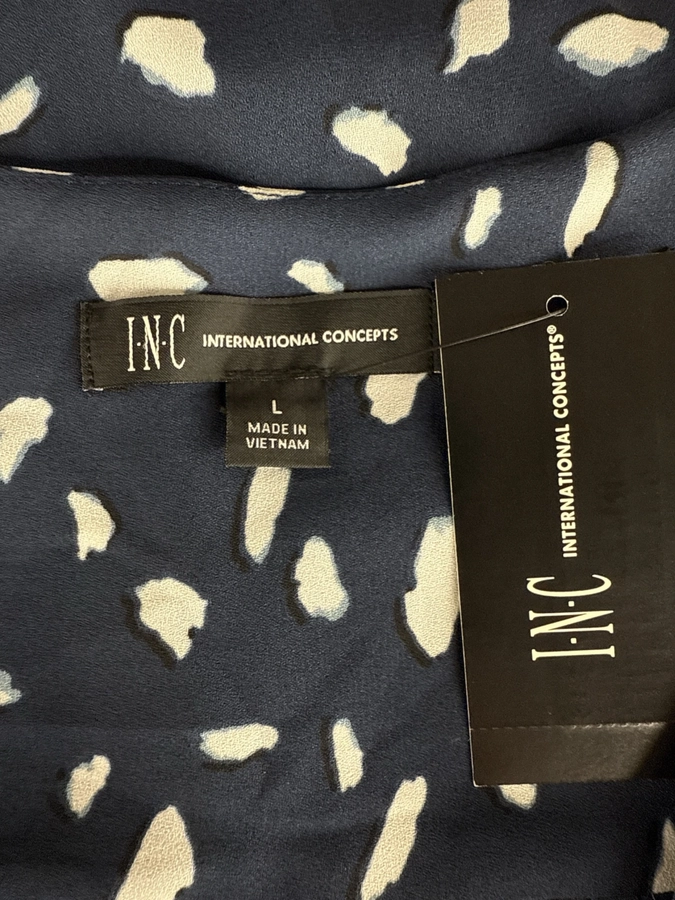 I·N·C INTERNATIONAL CONCEPTS
L
MADE IN
VIETNAM
I·N·C INTERNATIONAL CONCEPTS®